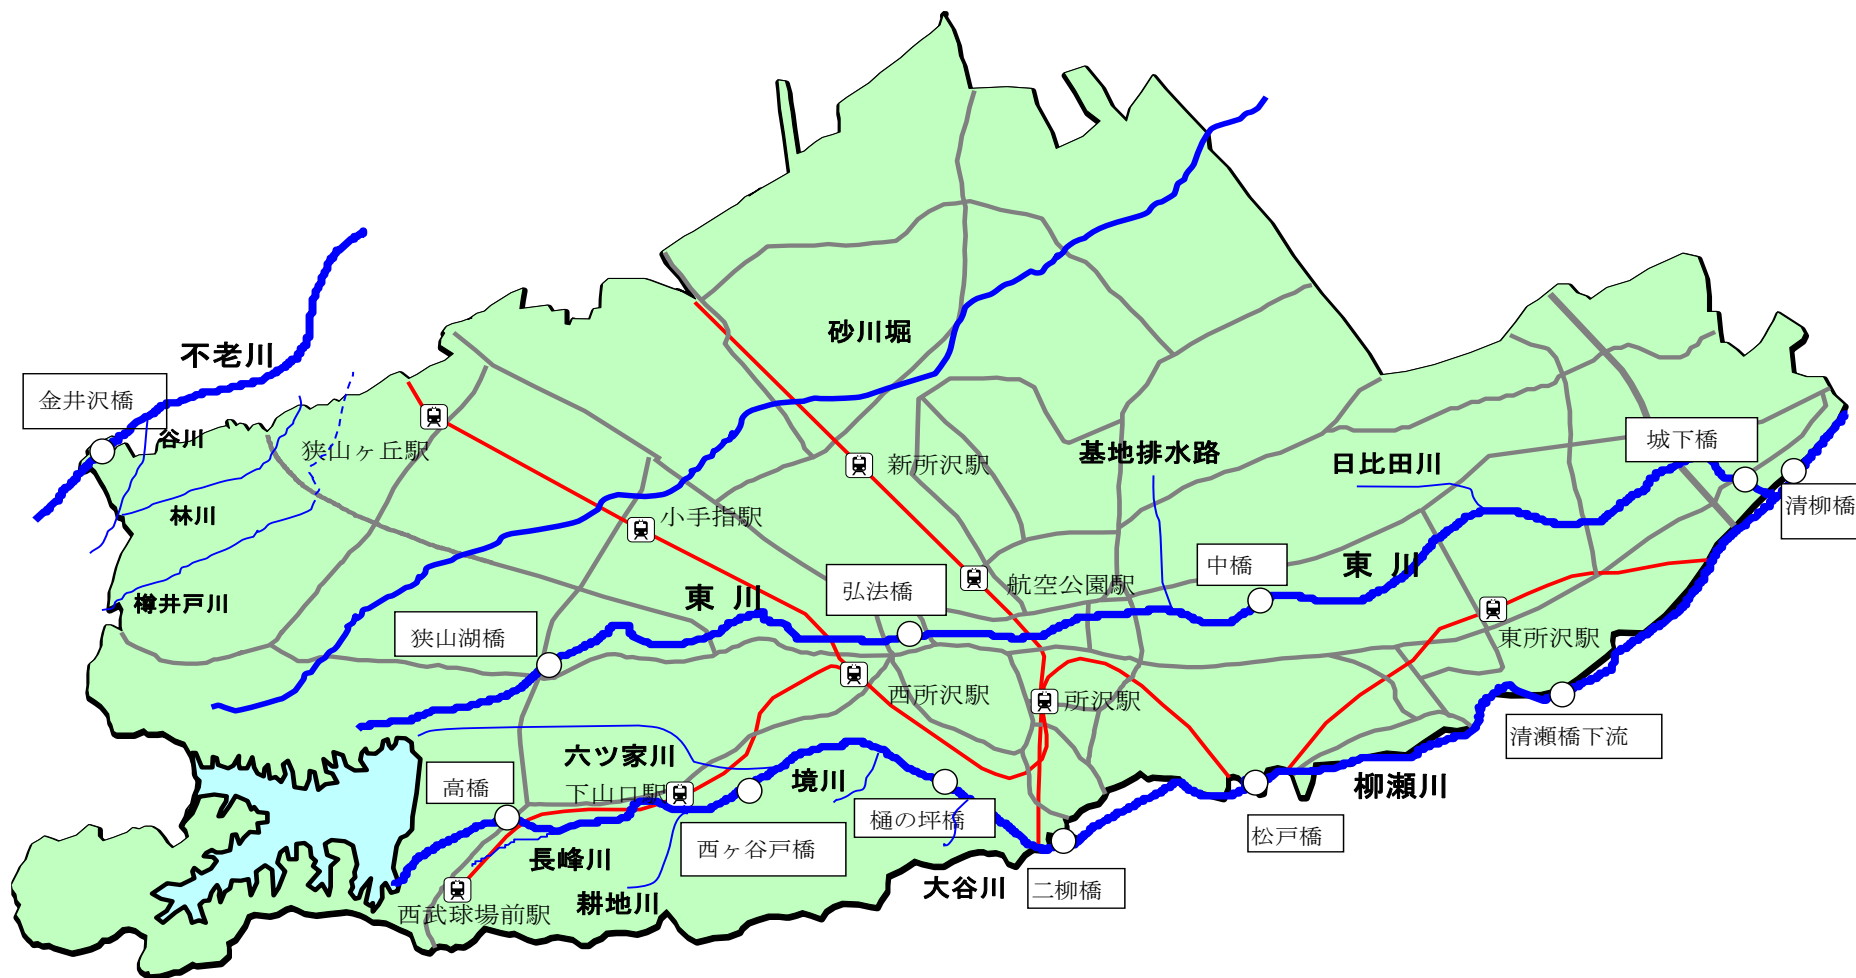 砂川堀
不老川
金井沢橋
谷川
狭山ヶ丘駅
新所沢駅
基地排水路
日比田川
城下橋
清柳橋
林川
小手指駅
樽井戸川
東 川
弘法橋
航空公園駅
中橋
東 川
狭山湖橋
東所沢駅
西所沢駅
所沢駅
清瀬橋下流
六ツ家川
高橋
下山口駅
境川
柳瀬川
樋の坪橋
松戸橋
西ヶ谷戸橋
長峰川
耕地川
大谷川
二柳橋
西武球場前駅